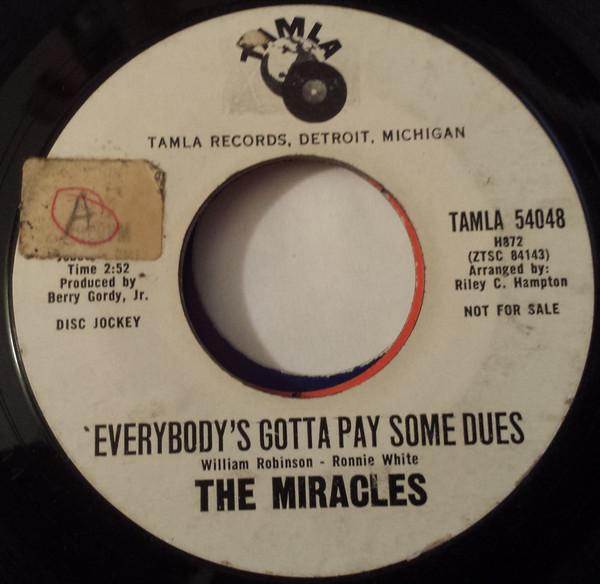 TAMLA
TAMLA RECORDS, DETROIT, MICHIGAN
A
Time 2:52
Produced by
Berry Gordy, Jr.
DISC JOCKEY
TAMLA 54048
H872
(ZTSC 84143)
Arranged by:
Riley C. Hampton
NOT FOR SALE
'EVERYBODY'S GOTTA PAY SOME DUES
William Robinson - Ronnie White
THE MIRACLES